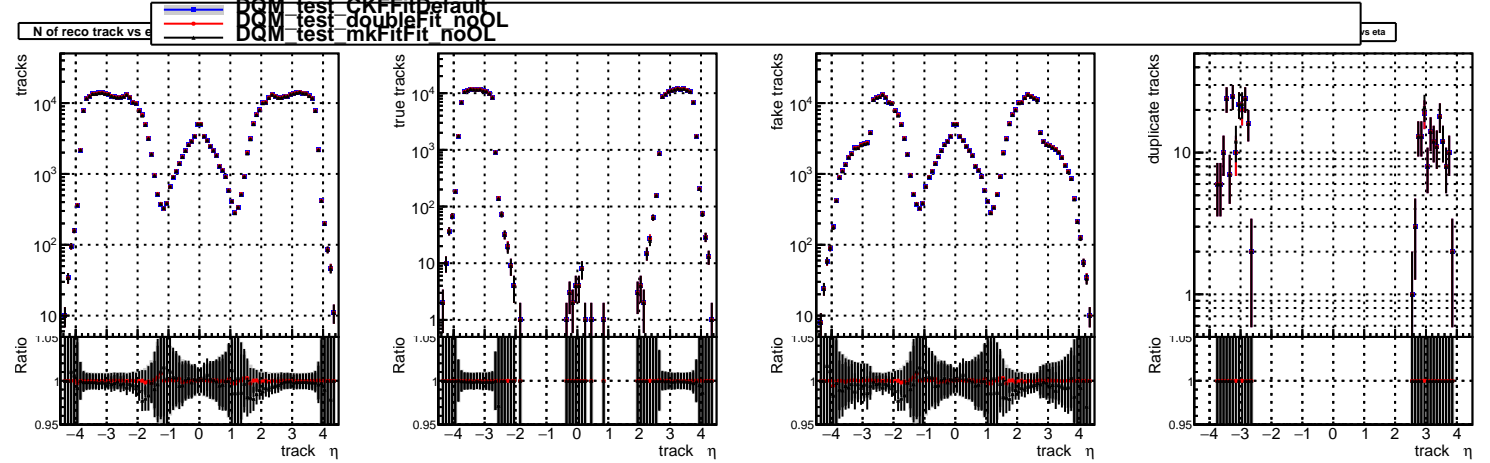 DQM_test_CKFFitDefault
DQM_test_doubleFit_noOL
DQM_test_mkFitFit_noOL
N of reco track vs e
vs eta
tracks
10⁴
10³
10²
10
Ratio
1.05
1
0.95
−4 −3 −2 −1 0 1 2 3 4
track η
true tracks
10⁴
10³
10²
10
1
Ratio
1.05
1
0.95
−4 −3 −2 −1 0 1 2 3 4
track η
fake tracks
10⁴
10³
10²
10
Ratio
1.05
1
0.95
−4 −3 −2 −1 0 1 2 3 4
track η
duplicate tracks
10
1
Ratio
1.05
1
0.95
−4 −3 −2 −1 0 1 2 3 4
track η